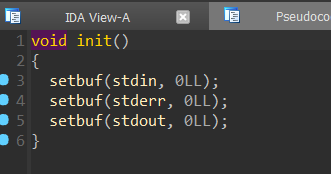 IDA View-A
Pseudoco
1 void init()
2 {
3 setbuf(stdin, 0LL);
4 setbuf(stderr, 0LL);
5 setbuf(stdout, 0LL);
6 }